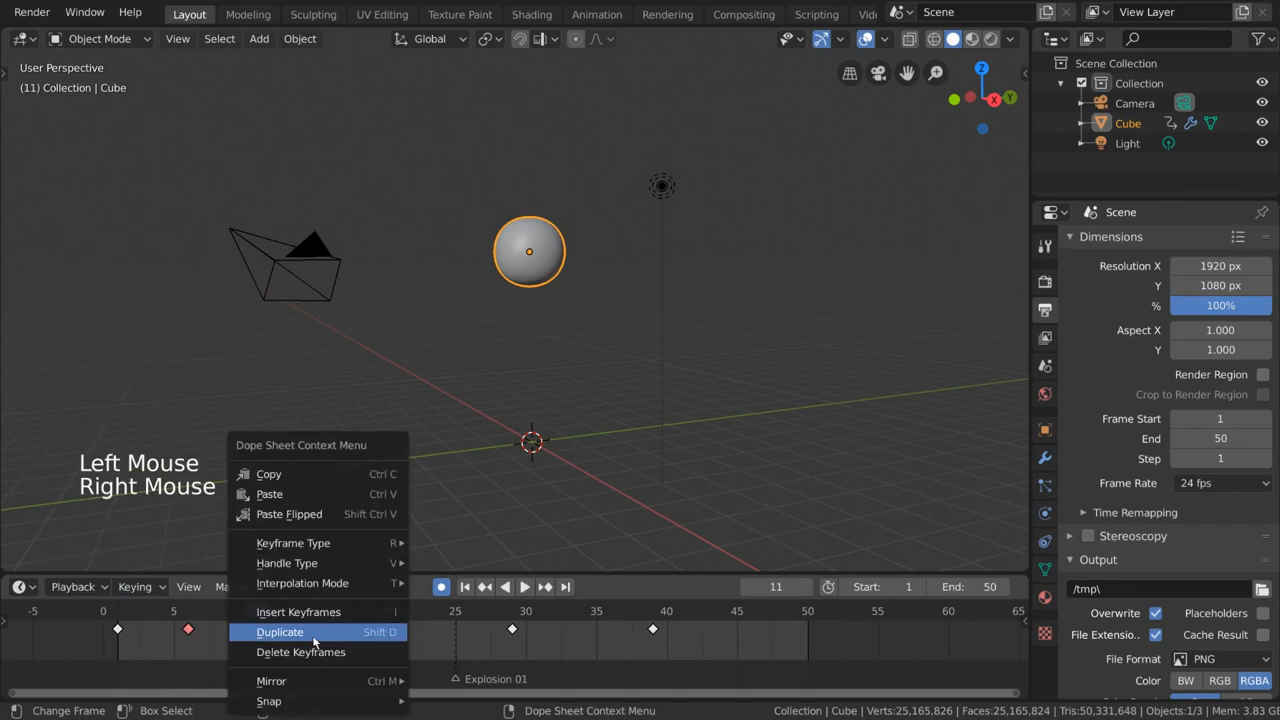 Render Window Help Layout Modeling Sculpting UV Editing Texture Paint Shading Animation Rendering Compositing Scripting Vid Scene View Layer
Object Mode View Select Add Object Global
User Perspective
(11) Collection | Cube
Z
X
Y
Scene Collection
Collection
Camera
Cube
Light
Scene
Dimensions
Resolution X 1920 px
Y 1080 px
% 100%
Aspect X 1.000
Y 1.000
Render Region
Crop to Render Region
Frame Start 1
End 50
Step 1
Frame Rate 24 fps
Time Remapping
Stereoscopy
Output
/tmp\
Overwrite Placeholders
File Extensio.. Cache Result
File Format PNG
Color BW RGB RGBA
Left Mouse
Right Mouse
Dope Sheet Context Menu
Copy Ctrl C
Paste Ctrl V
Paste Flipped Shift Ctrl V
Keyframe Type R
Handle Type V
Interpolation Mode T
Insert Keyframes I
Duplicate Shift D
Delete Keyframes
Mirror Ctrl M
Snap
Playback Keying View Ma 11 Start: 1 End: 50
-5 0 5 25 30 35 40 45 50 55 60 65
Explosion 01
Change Frame Box Select Dope Sheet Context Menu Collection | Cube | Verts:25,165,826 | Faces:25,165,824 | Tris:50,331,648 | Objects:1/3 | Mem: 3.83 G